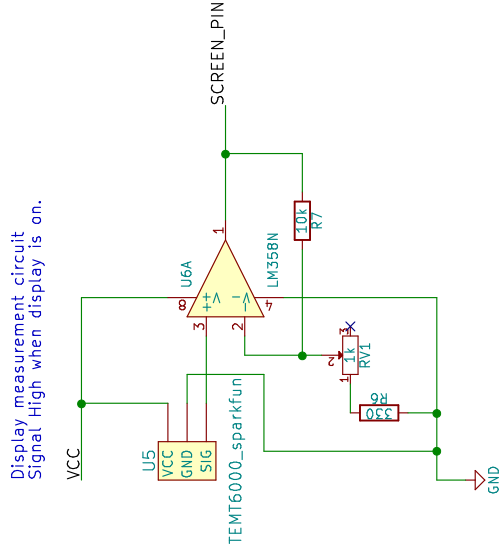 SCREEN_PIN
Display measurement circuit
Signal High when display is on.
1
10k
R7
U6A
LM358N
8
V+
V-
4
+
-
3
2
3
1k
RV1
2
1
R6
330
VCC
U5
VCC
GND
SIG
TEMT6000_sparkfun
GND